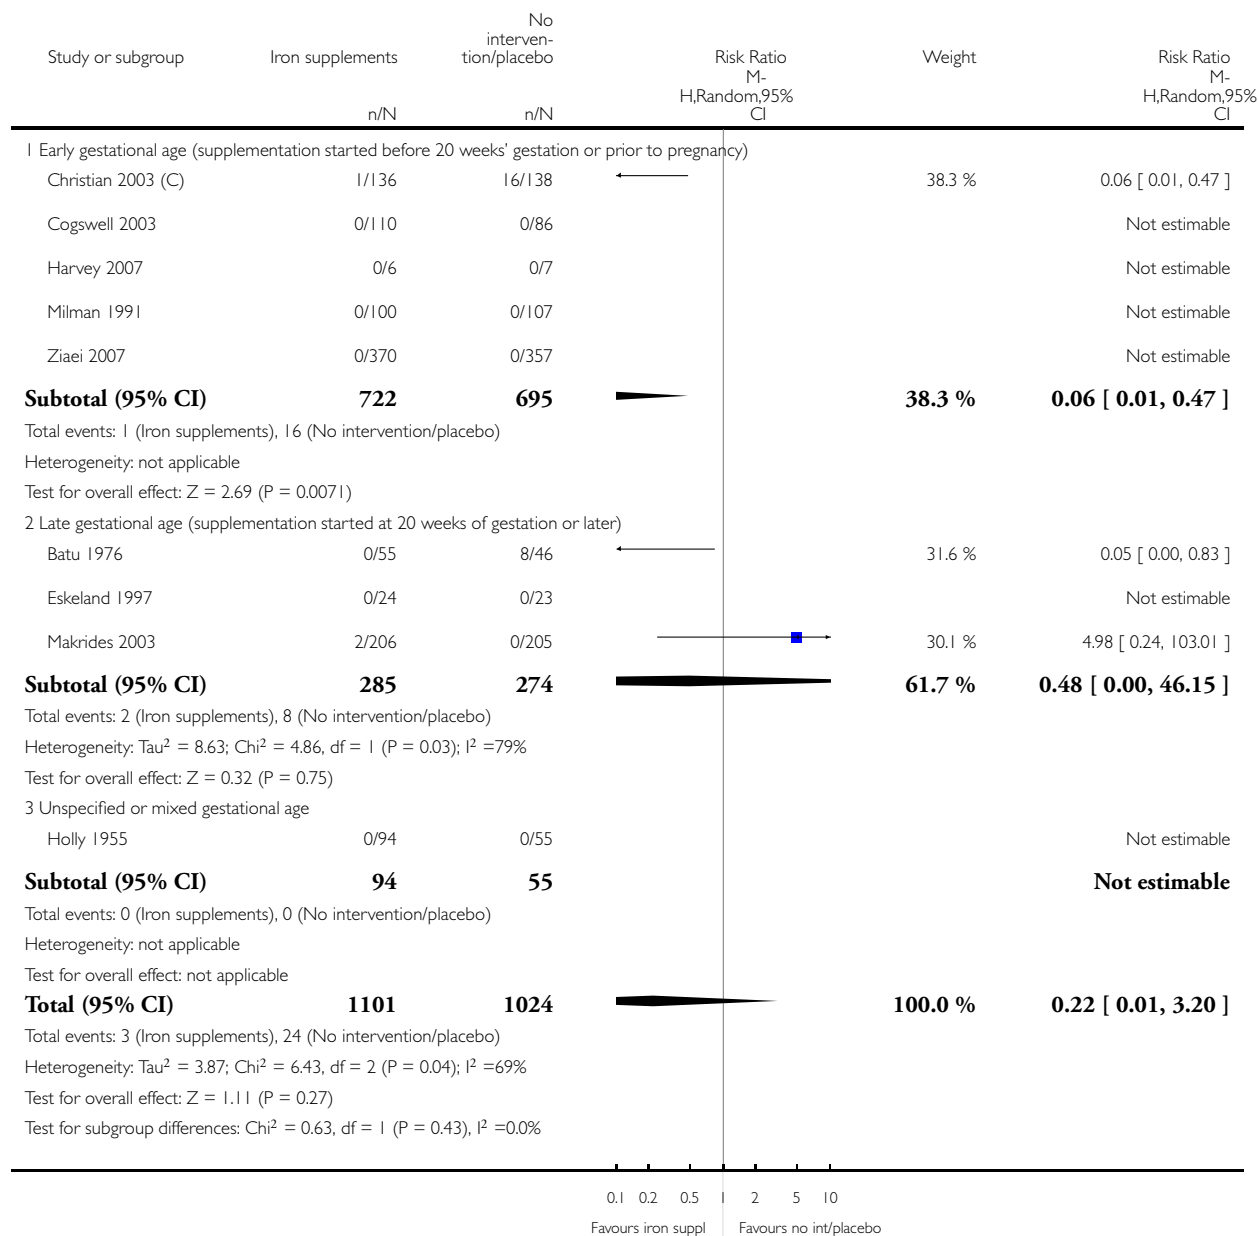 No
interven-
Study or subgroup Iron supplements tion/placebo Risk Ratio Weight Risk Ratio
M- M-
H,Random,95% H,Random,95%
n/N n/N CI CI
1 Early gestational age (supplementation started before 20 weeks' gestation or prior to pregnancy)
Christian 2003 (C) 1/136 16/138 38.3 % 0.06 [ 0.01, 0.47 ]
Cogswell 2003 0/110 0/86 Not estimable
Harvey 2007 0/6 0/7 Not estimable
Milman 1991 0/100 0/107 Not estimable
Ziaei 2007 0/370 0/357 Not estimable
Subtotal (95% CI) 722 695 38.3 % 0.06 [ 0.01, 0.47 ]
Total events: 1 (Iron supplements), 16 (No intervention/placebo)
Heterogeneity: not applicable
Test for overall effect: Z = 2.69 (P = 0.0071)
2 Late gestational age (supplementation started at 20 weeks of gestation or later)
Batu 1976 0/55 8/46 31.6 % 0.05 [ 0.00, 0.83 ]
Eskeland 1997 0/24 0/23 Not estimable
Makrides 2003 2/206 0/205 30.1 % 4.98 [ 0.24, 103.01 ]
Subtotal (95% CI) 285 274 61.7 % 0.48 [ 0.00, 46.15 ]
Total events: 2 (Iron supplements), 8 (No intervention/placebo)
Heterogeneity: Tau² = 8.63; Chi² = 4.86, df = 1 (P = 0.03); I² =79%
Test for overall effect: Z = 0.32 (P = 0.75)
3 Unspecified or mixed gestational age
Holly 1955 0/94 0/55 Not estimable
Subtotal (95% CI) 94 55 Not estimable
Total events: 0 (Iron supplements), 0 (No intervention/placebo)
Heterogeneity: not applicable
Test for overall effect: not applicable
Total (95% CI) 1101 1024 100.0 % 0.22 [ 0.01, 3.20 ]
Total events: 3 (Iron supplements), 24 (No intervention/placebo)
Heterogeneity: Tau² = 3.87; Chi² = 6.43, df = 2 (P = 0.04); I² =69%
Test for overall effect: Z = 1.11 (P = 0.27)
Test for subgroup differences: Chi² = 0.63, df = 1 (P = 0.43), I² =0.0%
0.1 0.2 0.5 1 2 5 10
Favours iron suppl Favours no int/placebo